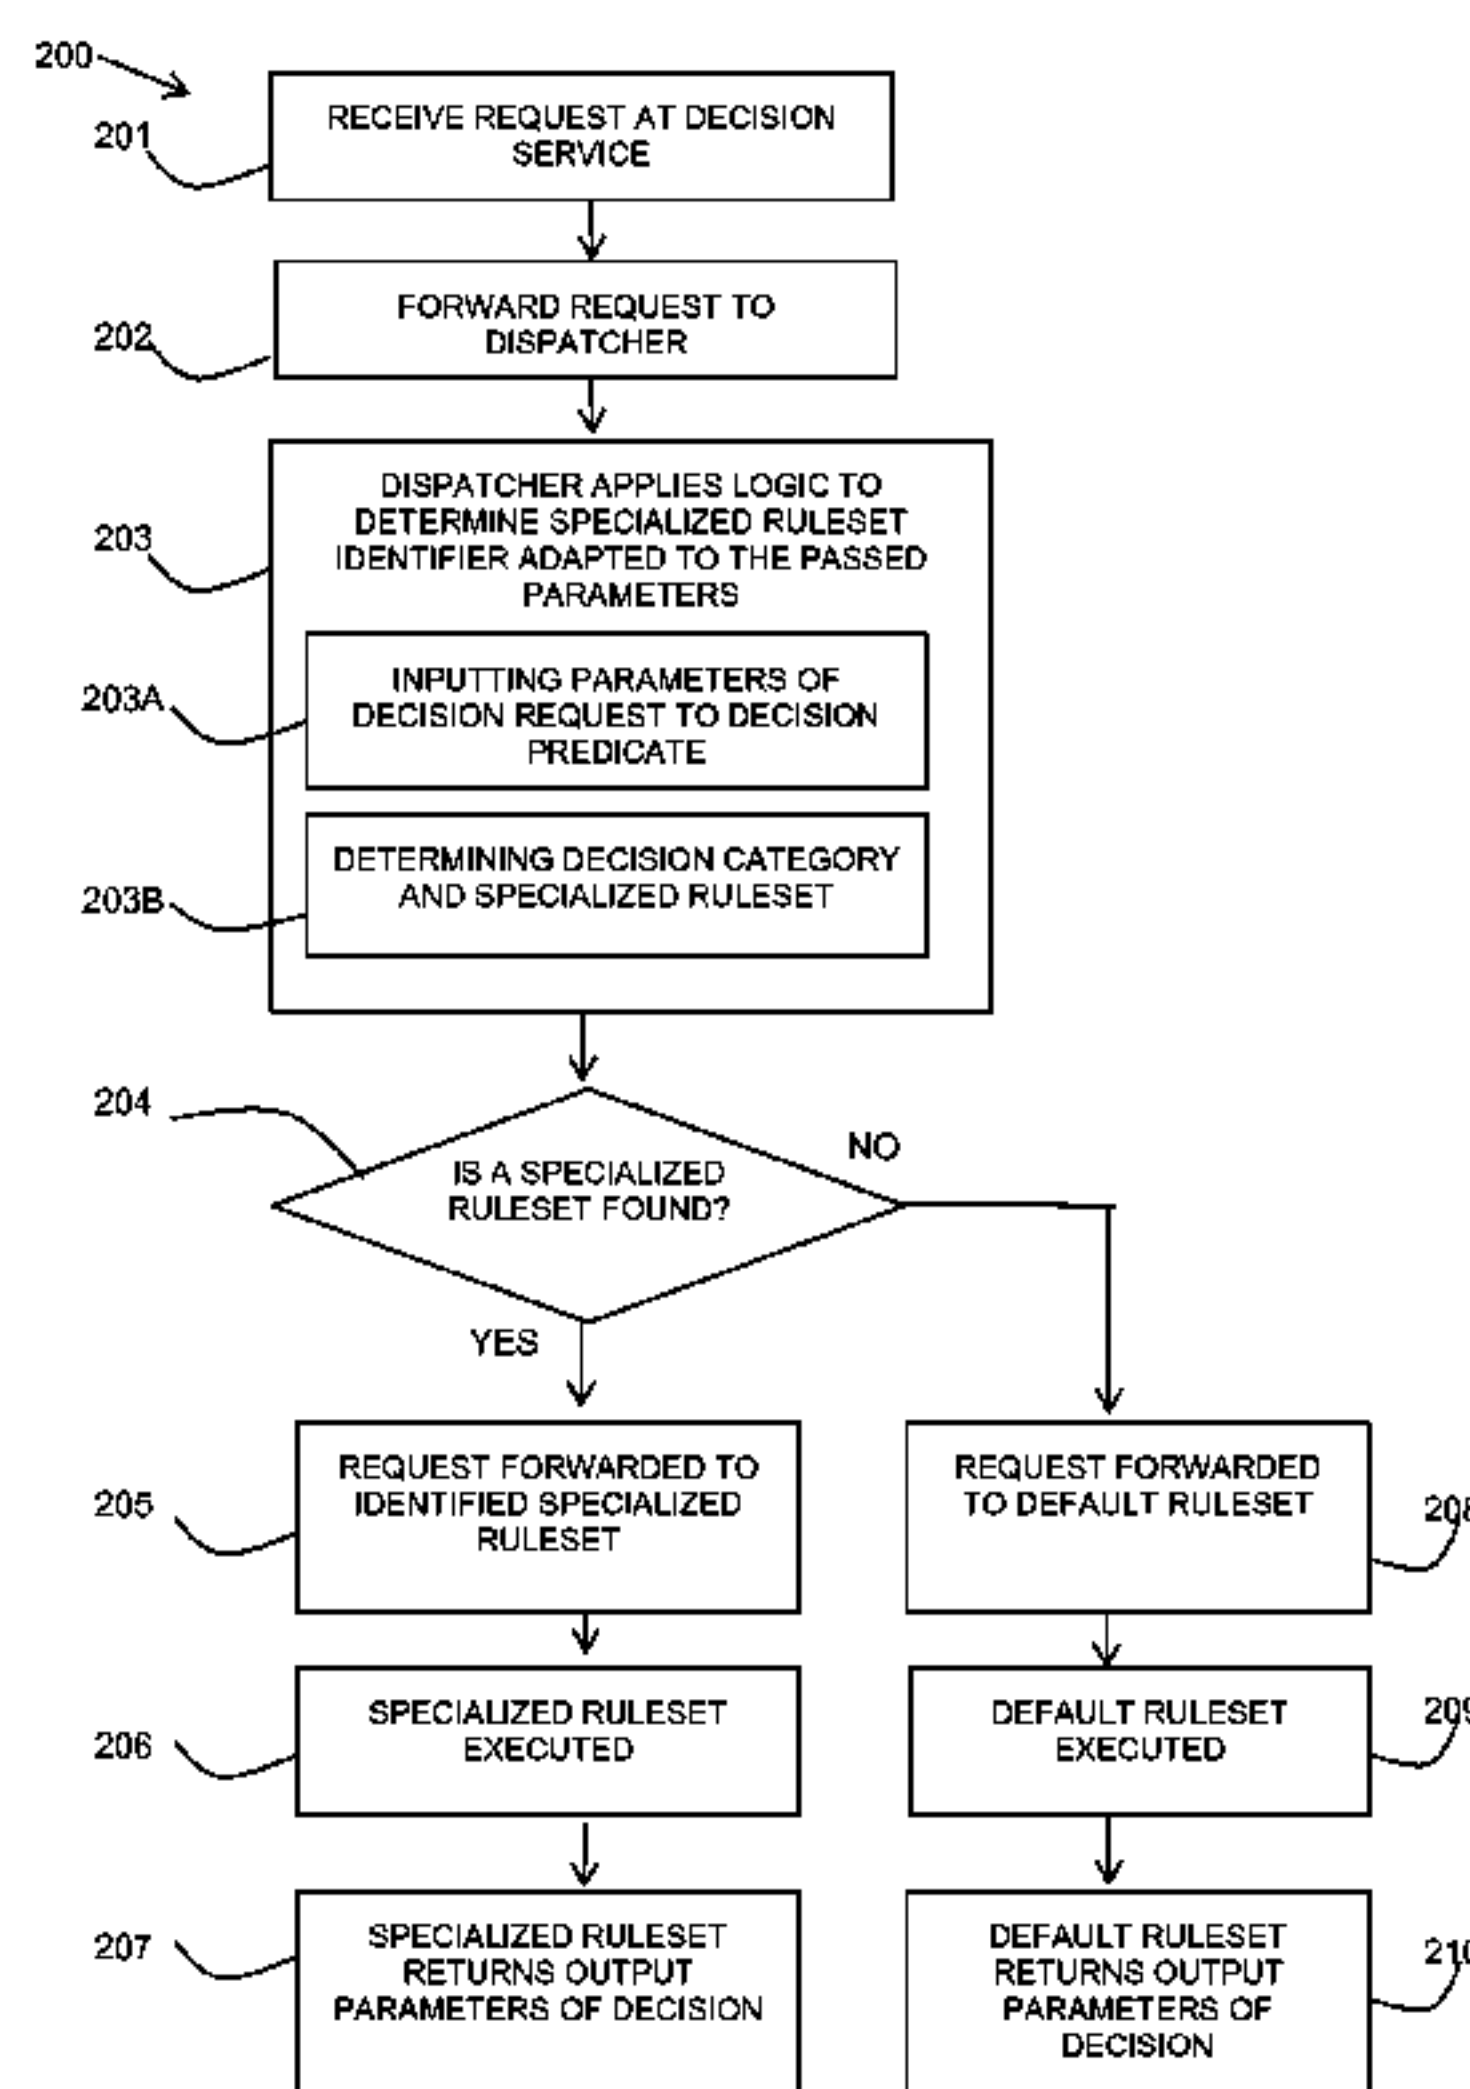 200
201
RECEIVE REQUEST AT DECISION
SERVICE
202
FORWARD REQUEST TO
DISPATCHER
203
DISPATCHER APPLIES LOGIC TO
DETERMINE SPECIALIZED RULESET
IDENTIFIER ADAPTED TO THE PASSED
PARAMETERS
203A
INPUTTING PARAMETERS OF
DECISION REQUEST TO DECISION
PREDICATE
203B
DETERMINING DECISION CATEGORY
AND SPECIALIZED RULESET
204
IS A SPECIALIZED
RULESET FOUND?
NO
YES
205
REQUEST FORWARDED TO
IDENTIFIED SPECIALIZED
RULESET
REQUEST FORWARDED
TO DEFAULT RULESET
208
206
SPECIALIZED RULESET
EXECUTED
DEFAULT RULESET
EXECUTED
209
207
SPECIALIZED RULESET
RETURNS OUTPUT
PARAMETERS OF DECISION
DEFAULT RULESET
RETURNS OUTPUT
PARAMETERS OF
DECISION
210